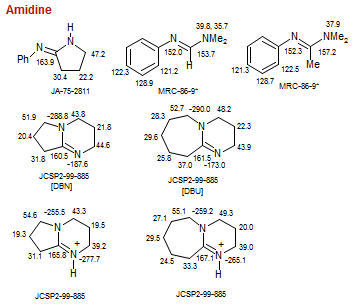 Amidine
H
N
N
Ph
163.9
47.2
30.4
22.2
JA-75-2811
39.8, 35.7
N
NMe2
152.0
153.7
H
122.3
121.2
128.9
MRC-86-9-
37.9
N
NMe2
152.3
157.2
Me
121.3
122.5
128.7
MRC-86-9-
51.9
-288.8
43.8
N
21.8
20.4
44.6
31.8
160.5
N
-187.6
JCSP2-99-885
[DBN]
52.7
-290.0
48.2
28.3
N
22.3
29.6
43.9
25.8
37.0
161.5
N
-173.0
JCSP2-99-885
[DBU]
54.6
-255.5
43.3
N
19.5
19.3
39.2
31.1
165.8
N
+
-277.7
H
JCSP2-99-885
55.1
-259.2
49.3
27.1
N
20.0
29.5
39.0
24.5
33.3
167.1
N
+
-265.1
H
JCSP2-99-885